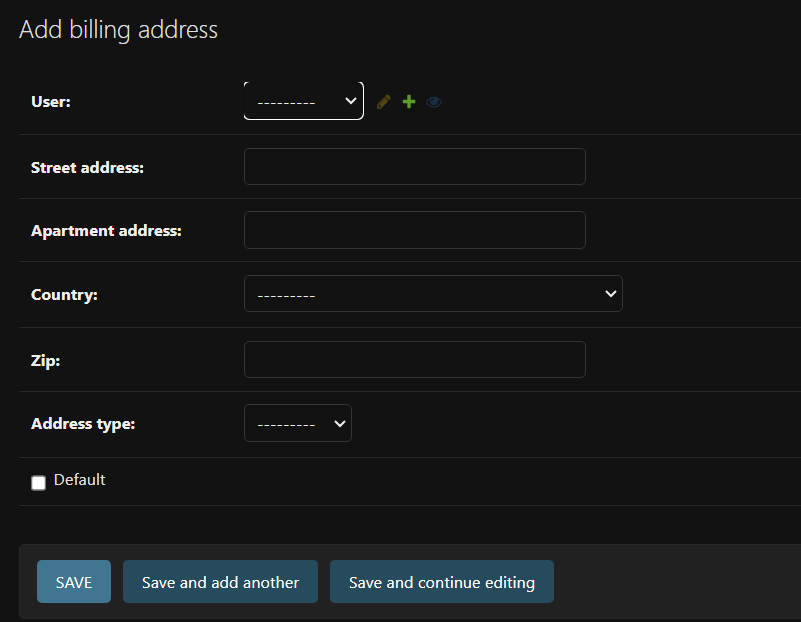 Add billing address
User: ---------
Street address:
Apartment address:
Country: ---------
Zip:
Address type: ---------
Default
SAVE Save and add another Save and continue editing